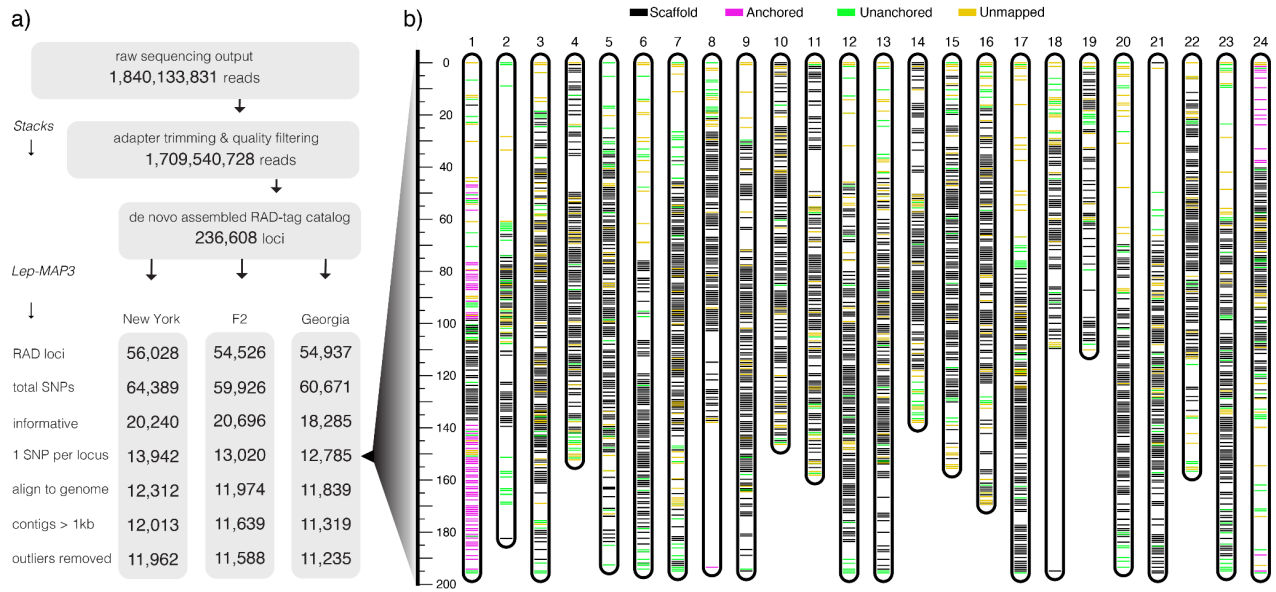 a)
raw sequencing output
1,840,133,831 reads
Stacks
adapter trimming & quality filtering
1,709,540,728 reads
de novo assembled RAD-tag catalog
236,608 loci
Lep-MAP3
New York F2 Georgia
RAD loci 56,028 54,526 54,937
total SNPs 64,389 59,926 60,671
informative 20,240 20,696 18,285
1 SNP per locus 13,942 13,020 12,785
align to genome 12,312 11,974 11,839
contigs > 1kb 12,013 11,639 11,319
outliers removed 11,962 11,588 11,235
b)
Scaffold Anchored Unanchored Unmapped
1 2 3 4 5 6 7 8 9 10 11 12 13 14 15 16 17 18 19 20 21 22 23 24
0
20
40
60
80
100
120
140
160
180
200